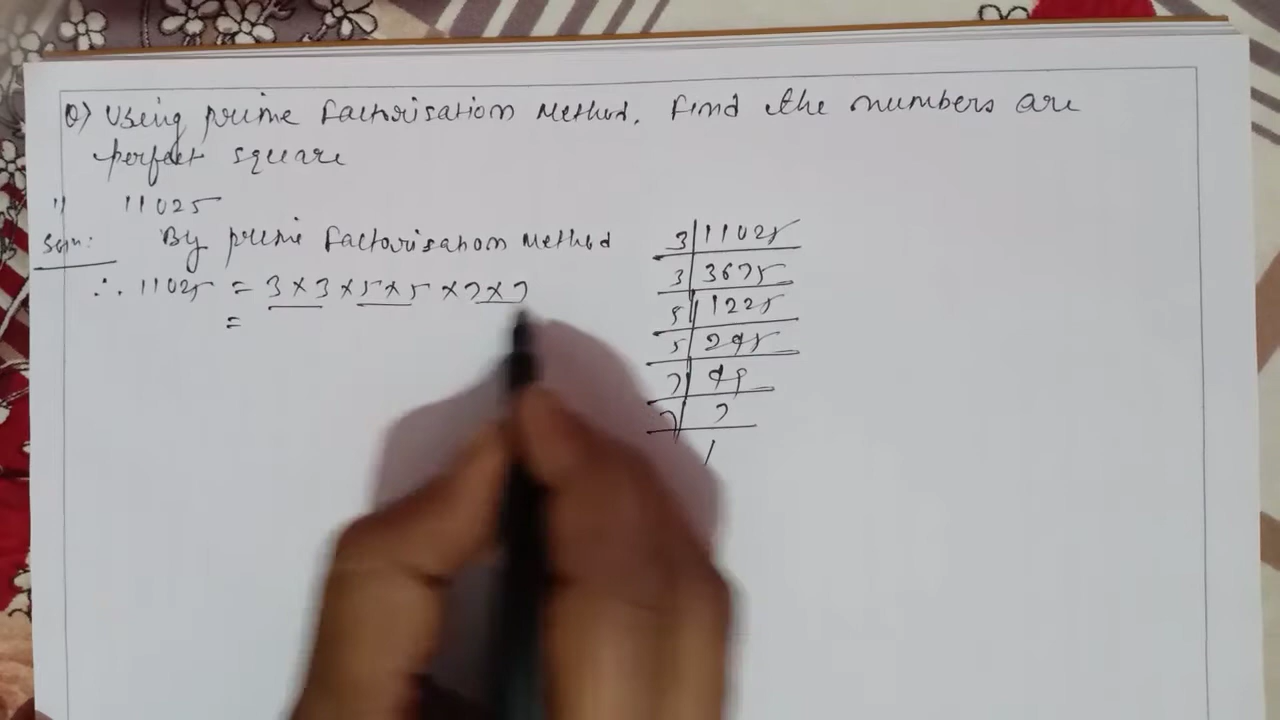 Q) Using prime factorisation Method. Find the numbers are
perfect square
1) 11025
Soln: By prime factorisation Method
∴ 11025 = 3 × 3 × 5 × 5 × 7 × 7
=
3 | 11025
3 | 3675
5 | 1225
5 | 245
7 | 49
7 | 7
1